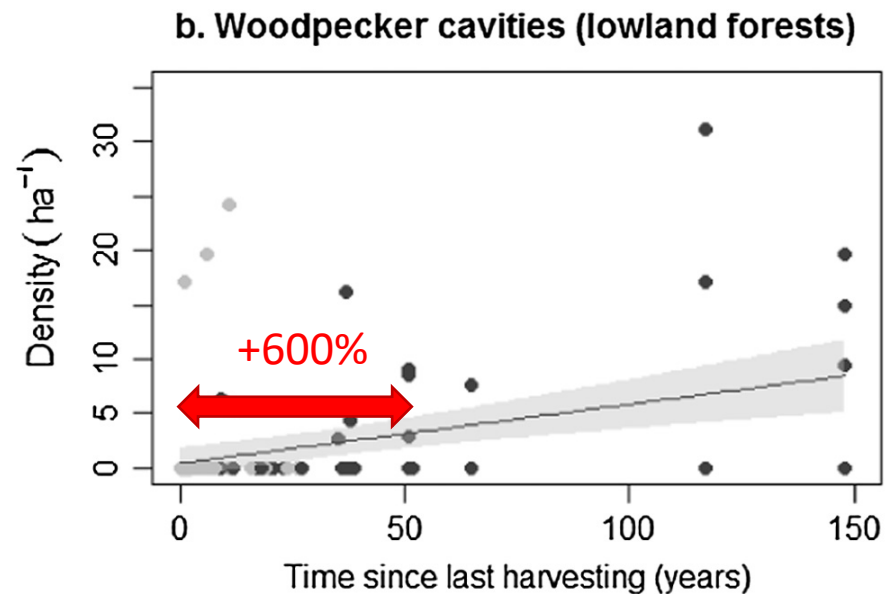 b. Woodpecker cavities (lowland forests)
Density ( ha⁻¹)
30
20
10
5
0
+600%
0 50 100 150
Time since last harvesting (years)